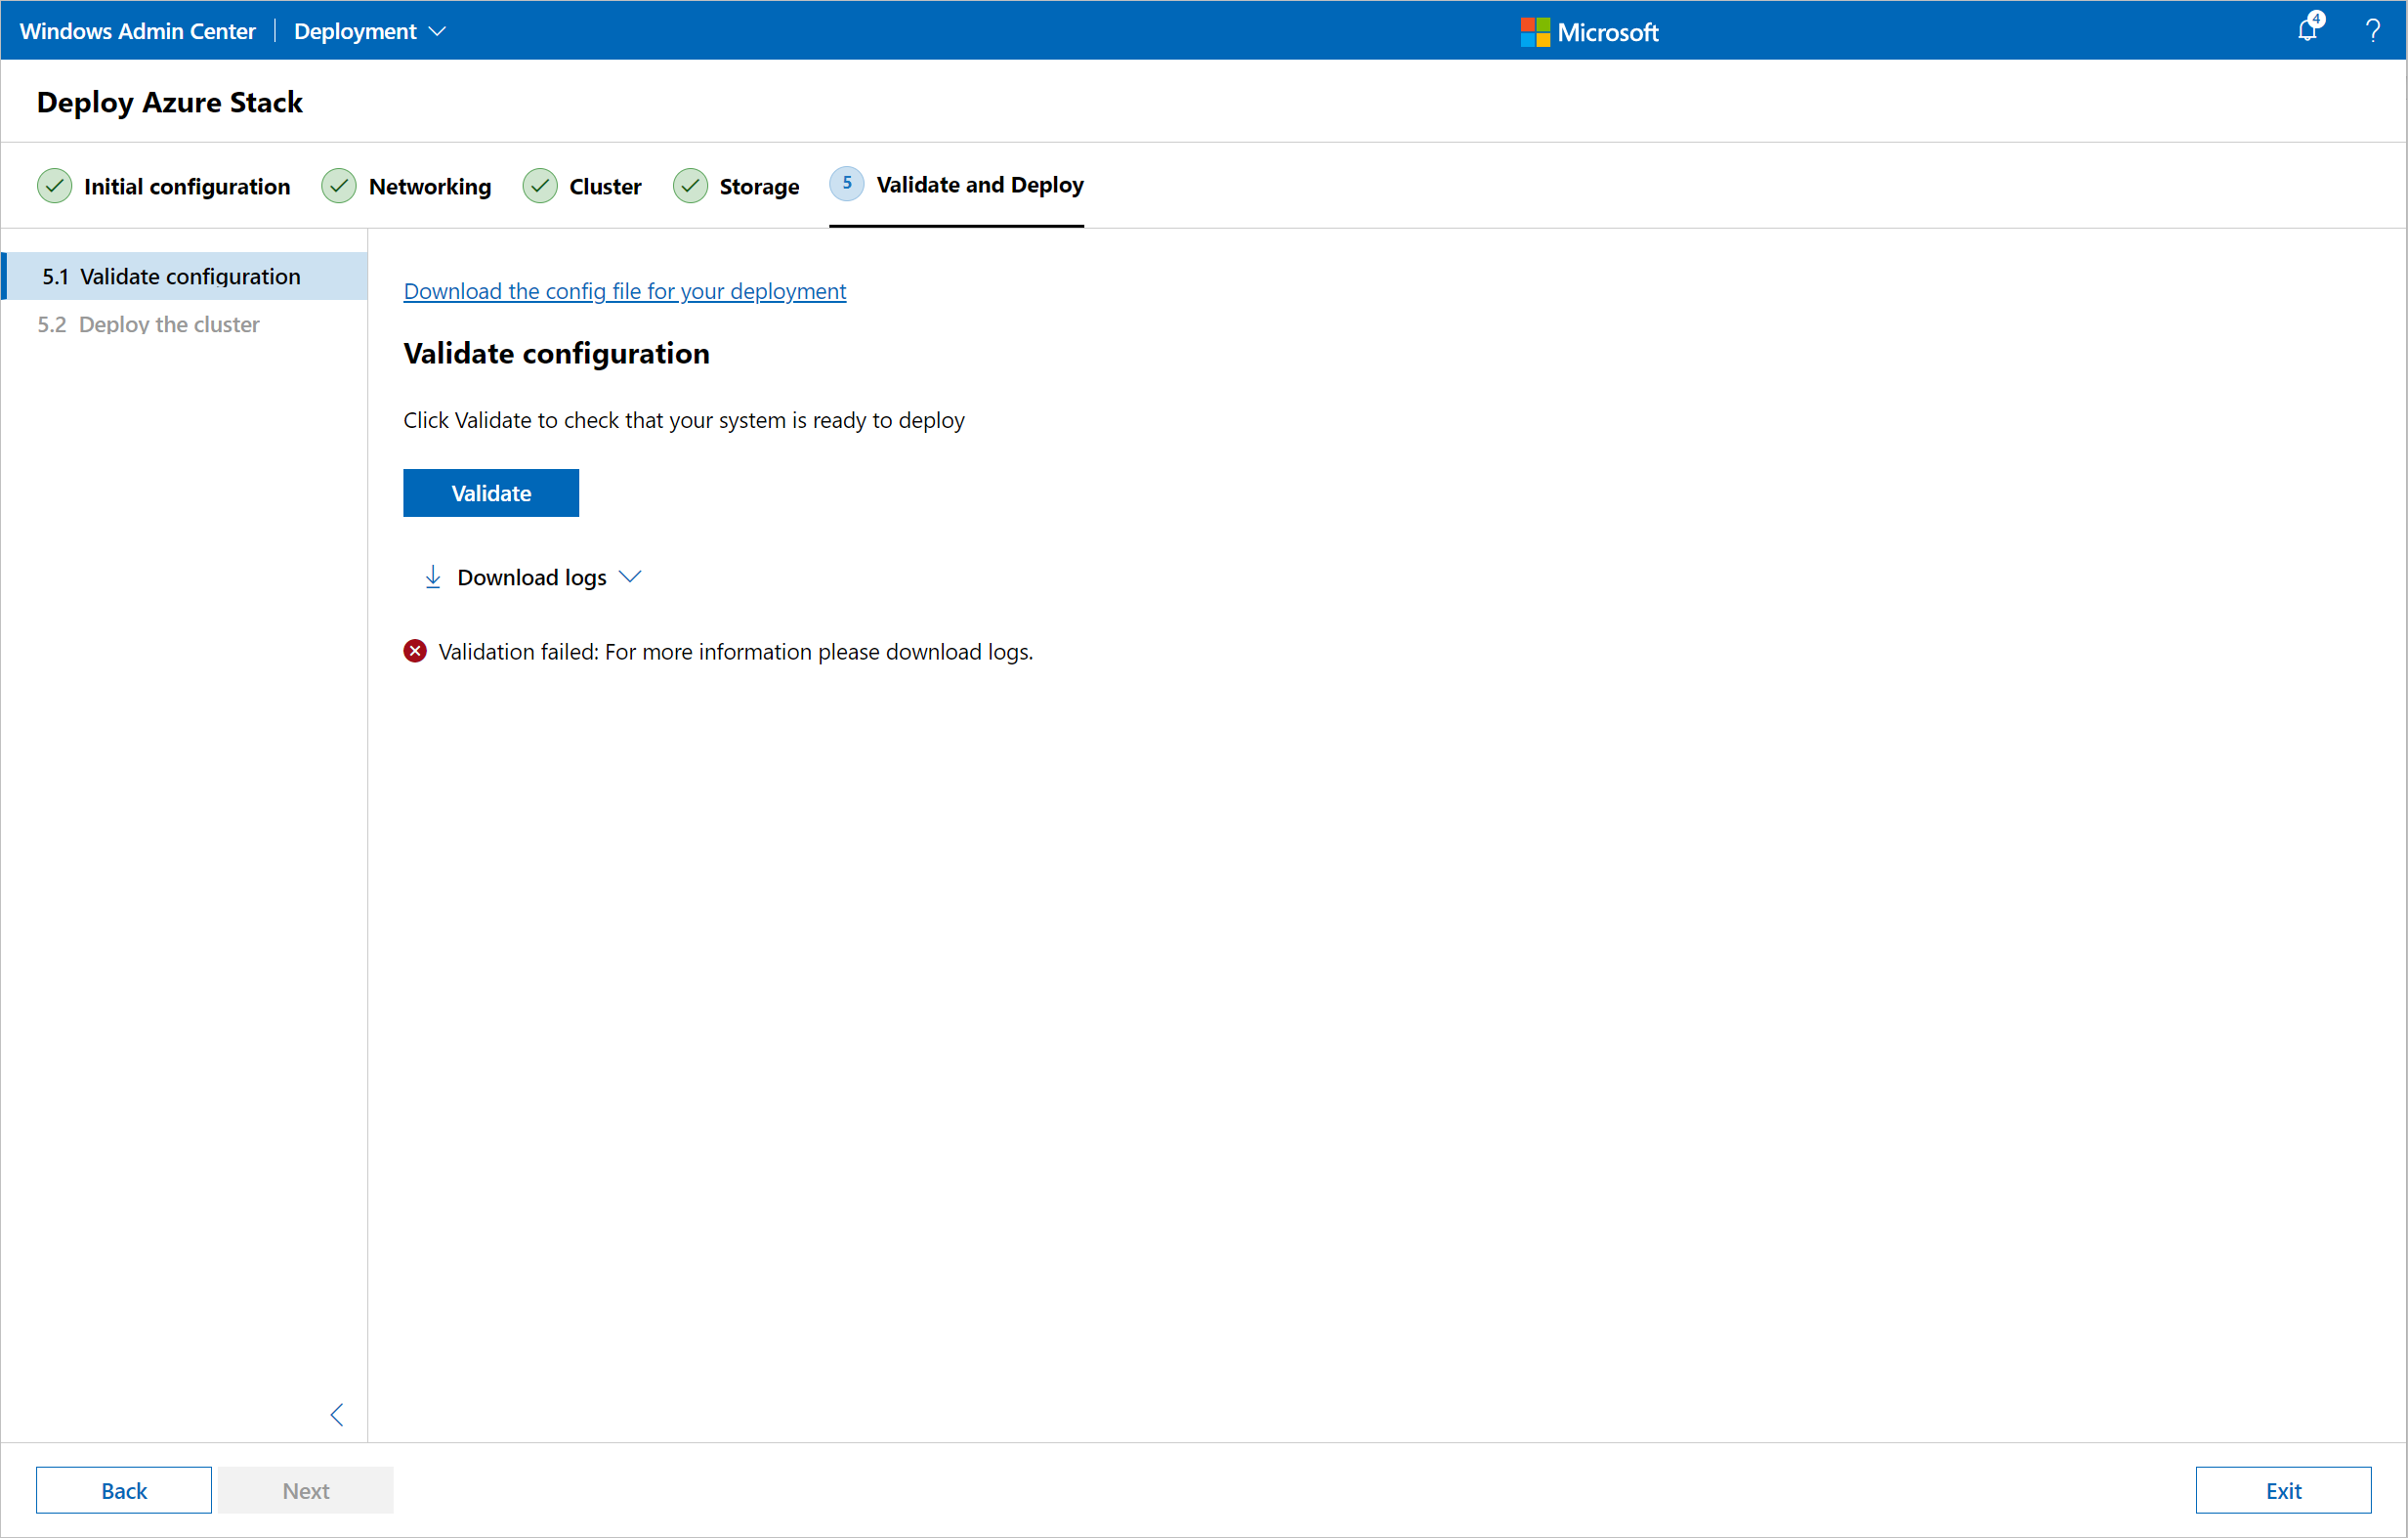 Windows Admin Center | Deployment
Microsoft
4
?
Deploy Azure Stack
Initial configuration
Networking
Cluster
Storage
5 Validate and Deploy
5.1 Validate configuration
5.2 Deploy the cluster
Download the config file for your deployment
Validate configuration
Click Validate to check that your system is ready to deploy
Validate
Download logs
Validation failed: For more information please download logs.
Back
Next
Exit